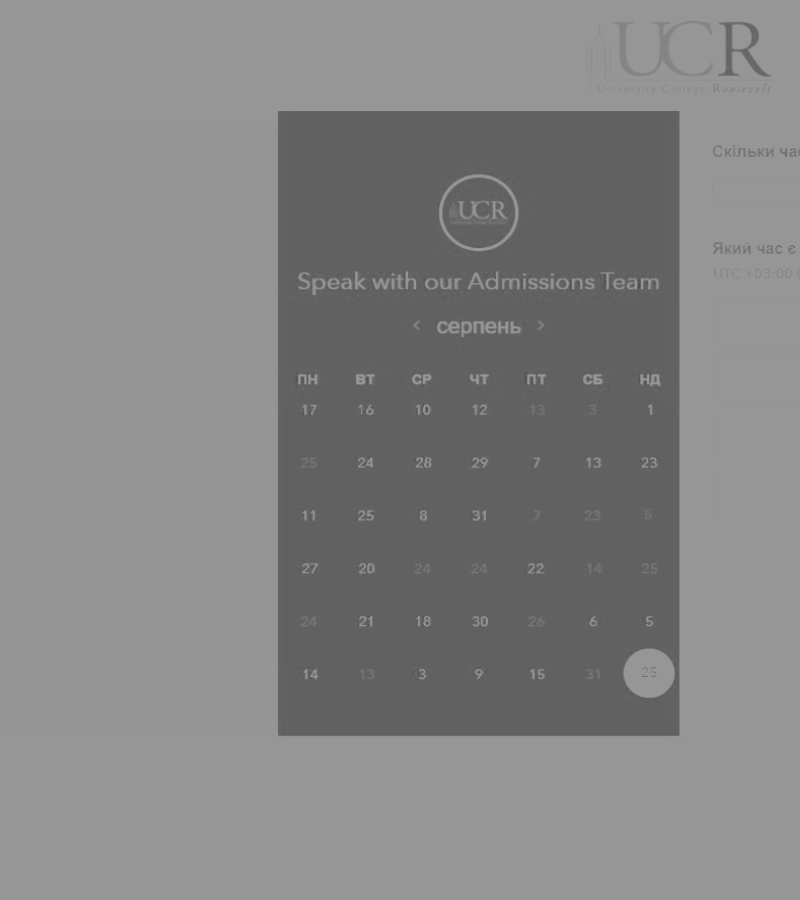 UCR
University College Roosevelt
UCR
Speak with our Admissions Team
< серпень >
ПН ВТ СР ЧТ ПТ СБ НД
17 16 10 12 13 3 1
25 24 28 29 7 13 23
11 25 8 31 7 23 5
27 20 24 24 22 14 25
24 21 18 30 26 6 5
14 13 3 9 15 31 25
Скільки час
Який час є
UTC +03:00